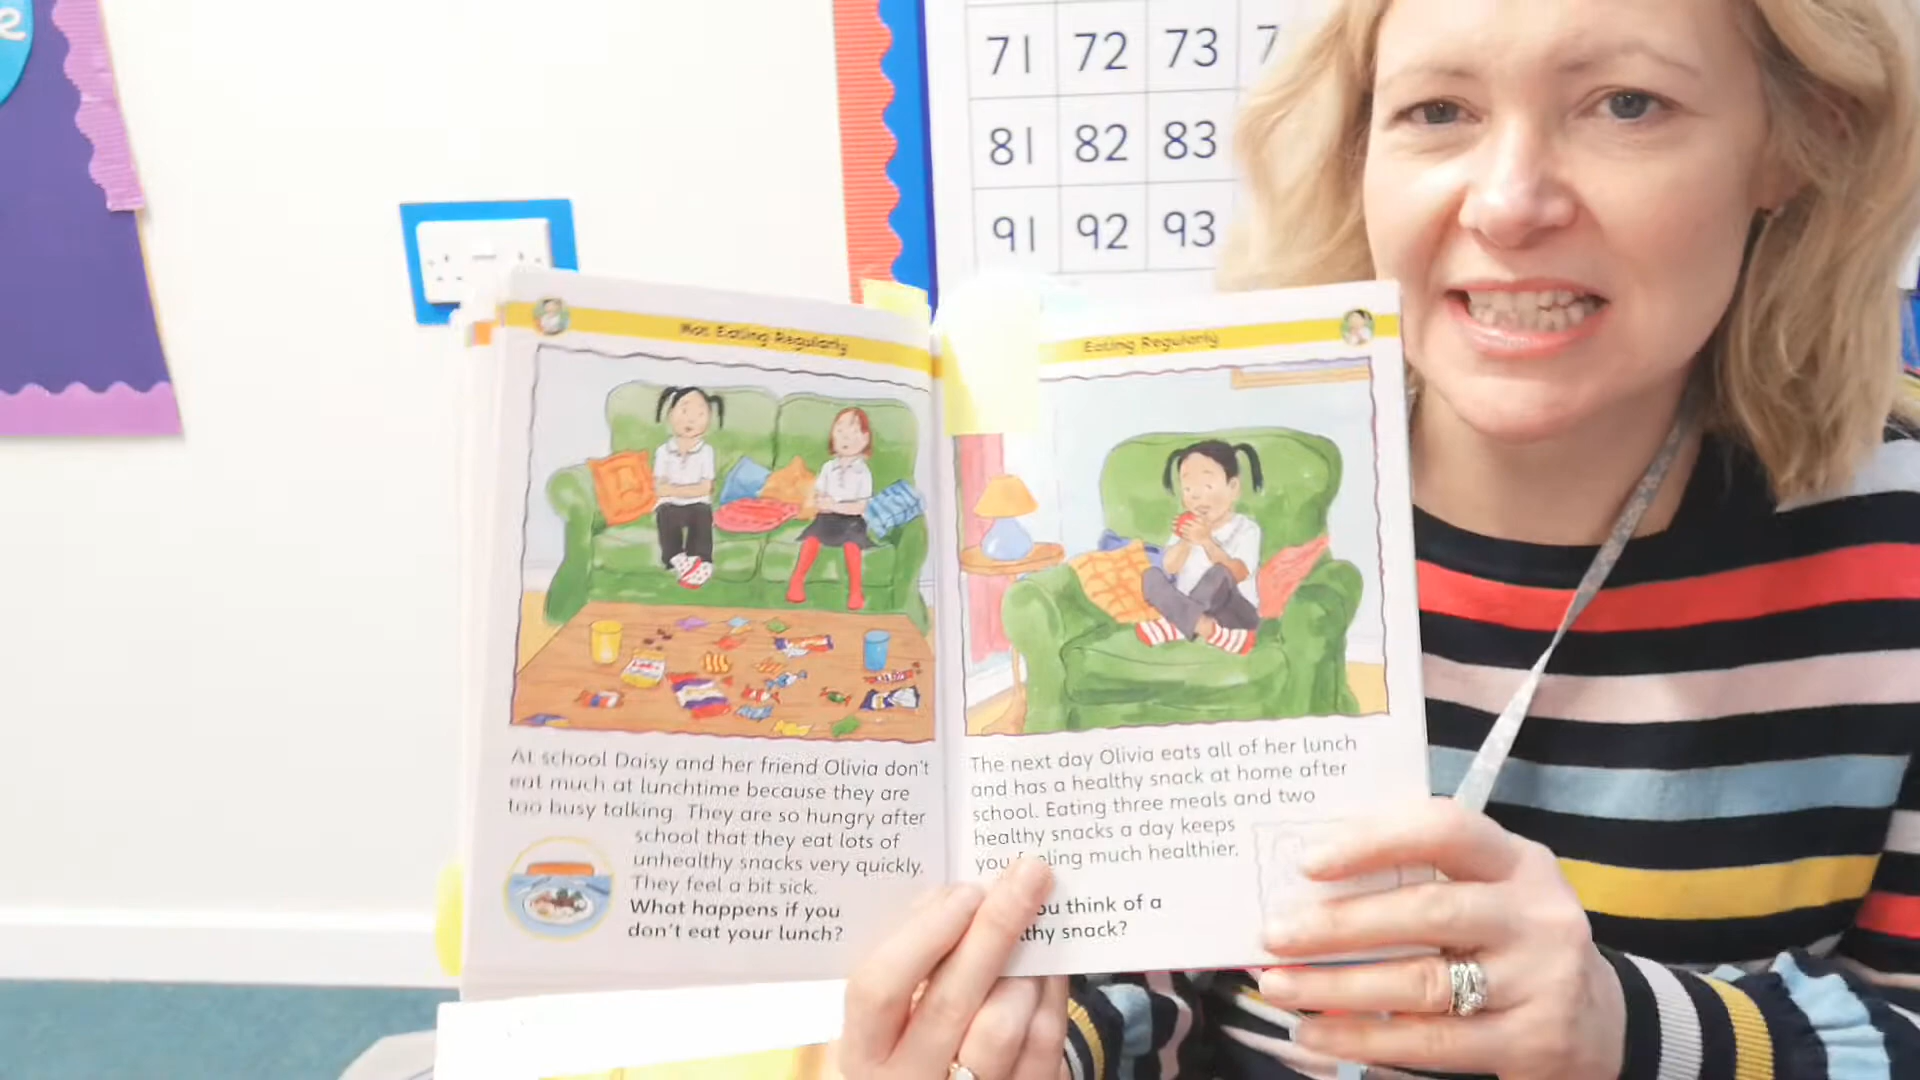 e
71 72 73 7
81 82 83
91 92 93
Not Eating Regularly
At school Daisy and her friend Olivia don't
eat much at lunchtime because they are
too busy talking. They are so hungry after
school that they eat lots of
unhealthy snacks very quickly.
They feel a bit sick.
What happens if you
don't eat your lunch?
Eating Regularly
The next day Olivia eats all of her lunch
and has a healthy snack at home after
school. Eating three meals and two
healthy snacks a day keeps
you feeling much healthier.
ou think of a
thy snack?